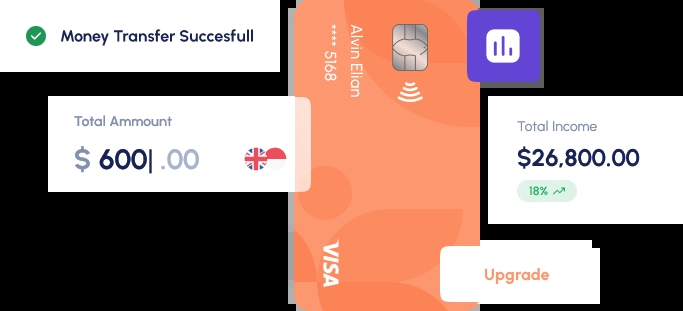 Money Transfer Succesfull
Total Ammount
$ 600| .00
Alvin Elian
**** 5168
VISA
Total Income
$26,800.00
18%
Upgrade